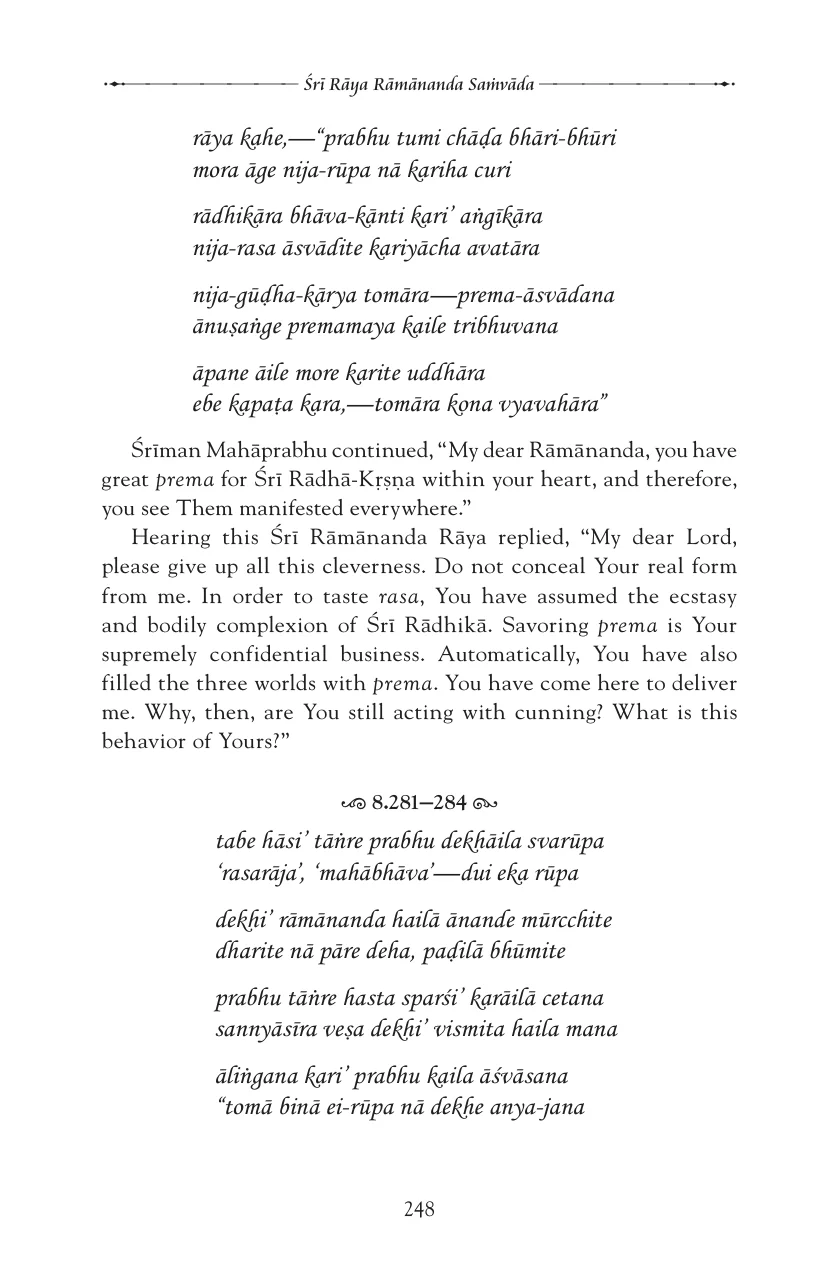 Śrī Rāya Rāmānanda Saṁvāda
rāya kahe,—“prabhu tumi chāḍa bhāri-bhūri
mora āge nija-rūpa nā kariha curi
rādhikāra bhāva-kānti kari’ aṅgīkāra
nija-rasa āsvādite kariyācha avatāra
nija-gūḍha-kārya tomāra—prema-āsvādana
ānuṣaṅge premamaya kaile tribhuvana
āpane āile more karite uddhāra
ebe kapaṭa kara,—tomāra kona vyavahāra”
Śrīman Mahāprabhu continued, “My dear Rāmānanda, you have
great prema for Śrī Rādhā-Kṛṣṇa within your heart, and therefore,
you see Them manifested everywhere.”
Hearing this Śrī Rāmānanda Rāya replied, “My dear Lord,
please give up all this cleverness. Do not conceal Your real form
from me. In order to taste rasa, You have assumed the ecstasy
and bodily complexion of Śrī Rādhikā. Savoring prema is Your
supremely confidential business. Automatically, You have also
filled the three worlds with prema. You have come here to deliver
me. Why, then, are You still acting with cunning? What is this
behavior of Yours?”
8.281–284
tabe hāsi’ tāṅre prabhu dekhāila svarūpa
‘rasarāja’, ‘mahābhāva’—dui eka rūpa
dekhi’ rāmānanda hailā ānande mūrcchite
dharite nā pāre deha, paḍilā bhūmite
prabhu tāṅre hasta sparśi’ karāilā cetana
sannyāsīra veṣa dekhi’ vismita haila mana
āliṅgana kari’ prabhu kaila āśvāsana
“tomā binā ei-rūpa nā dekhe anya-jana
248